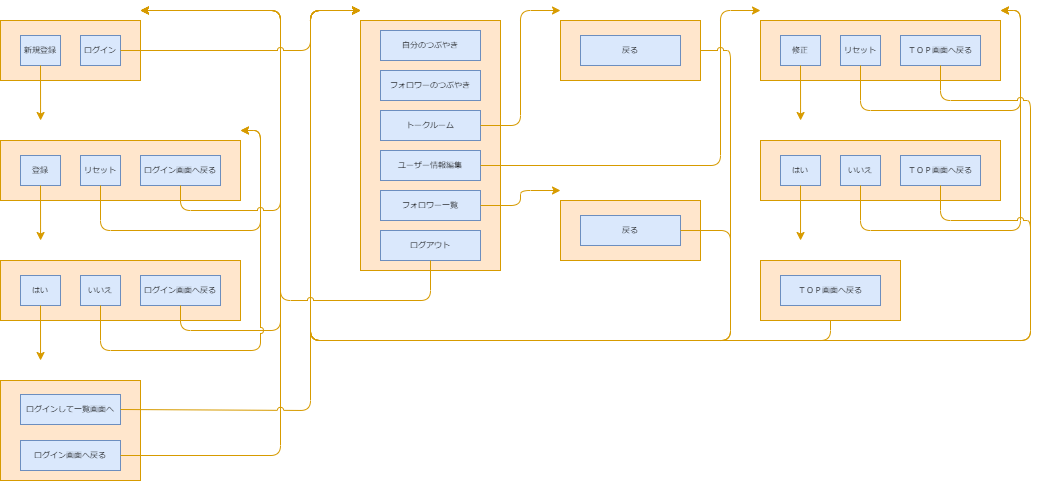 新規登録
ログイン
登録
リセット
ログイン画面へ戻る
はい
いいえ
ログイン画面へ戻る
ログインして一覧画面へ
ログイン画面へ戻る
自分のつぶやき
フォロワーのつぶやき
トークルーム
ユーザー情報編集
フォロワー一覧
ログアウト
戻る
戻る
修正
リセット
ＴＯＰ画面へ戻る
はい
いいえ
ＴＯＰ画面へ戻る
ＴＯＰ画面へ戻る